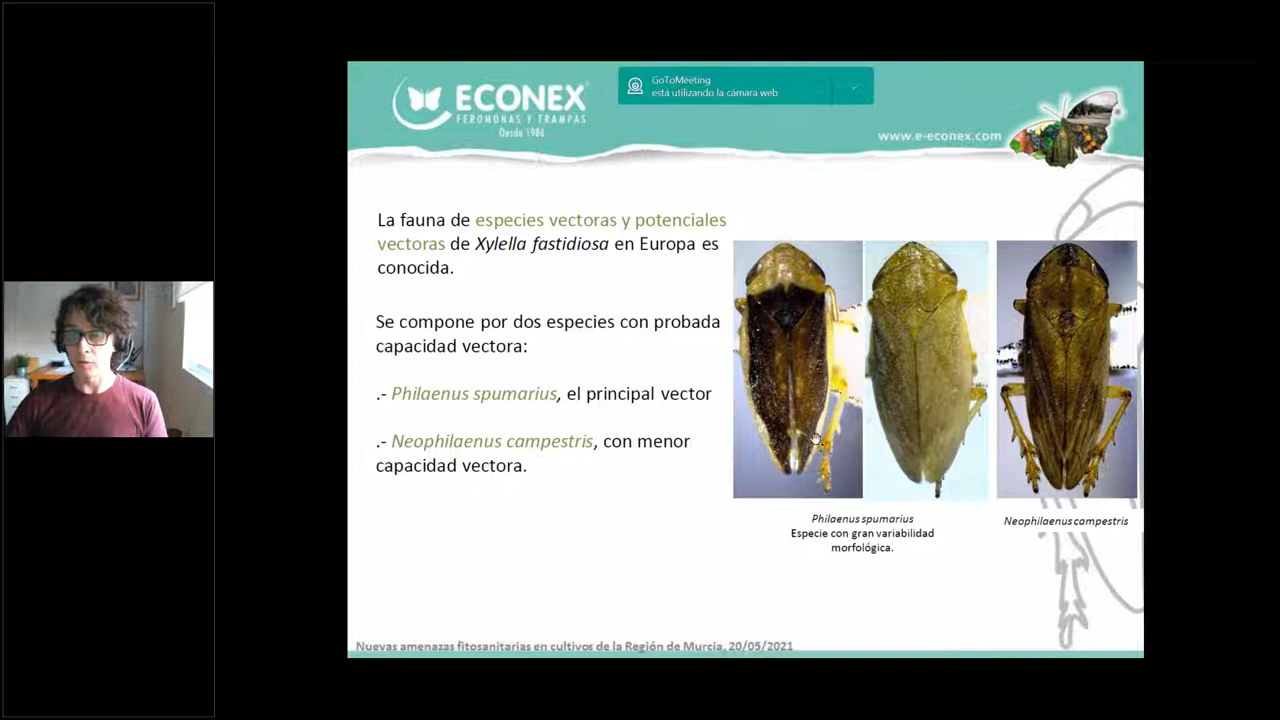 ECONEX
FEROMONAS Y TRAMPAS
Desde 1986
GoToMeeting
está utilizando la cámara web
www.e-econex.com
La fauna de especies vectoras y potenciales
vectoras de Xylella fastidiosa en Europa es
conocida.
Se compone por dos especies con probada
capacidad vectora:
.- Philaenus spumarius, el principal vector
.- Neophilaenus campestris, con menor
capacidad vectora.
Philaenus spumarius
Especie con gran variabilidad
morfológica.
Neophilaenus campestris
Nuevas amenazas fitosanitarias en cultivos de la Región de Murcia, 20/05/2021